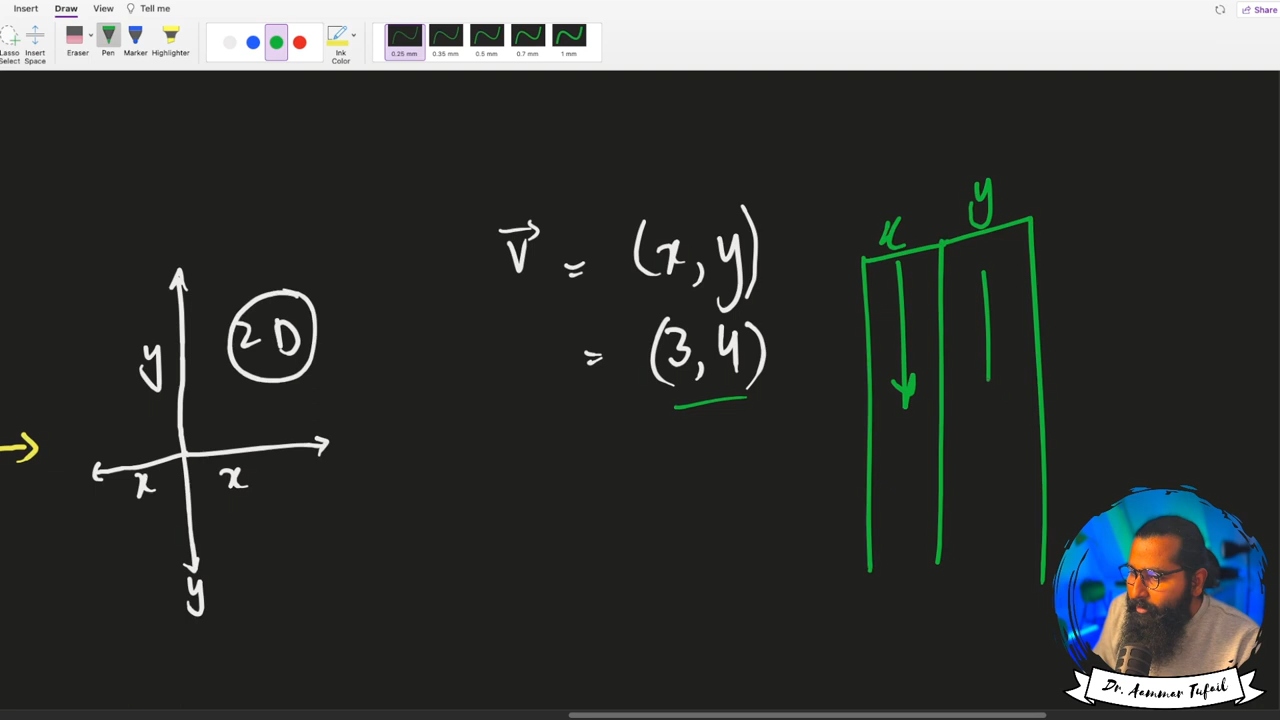 Insert Draw View Tell me
Share
Lasso Select
Insert Space
Eraser
Pen
Marker
Highlighter
Ink Color
0.25 mm
0.35 mm
0.5 mm
0.7 mm
1 mm
y
2D
x
x
y
V = (x, y)
= (3, 4)
x y
Dr. Aammar Tufail